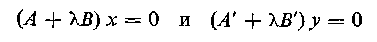 (A + λB) x = 0 и (A′ + λB′) y = 0